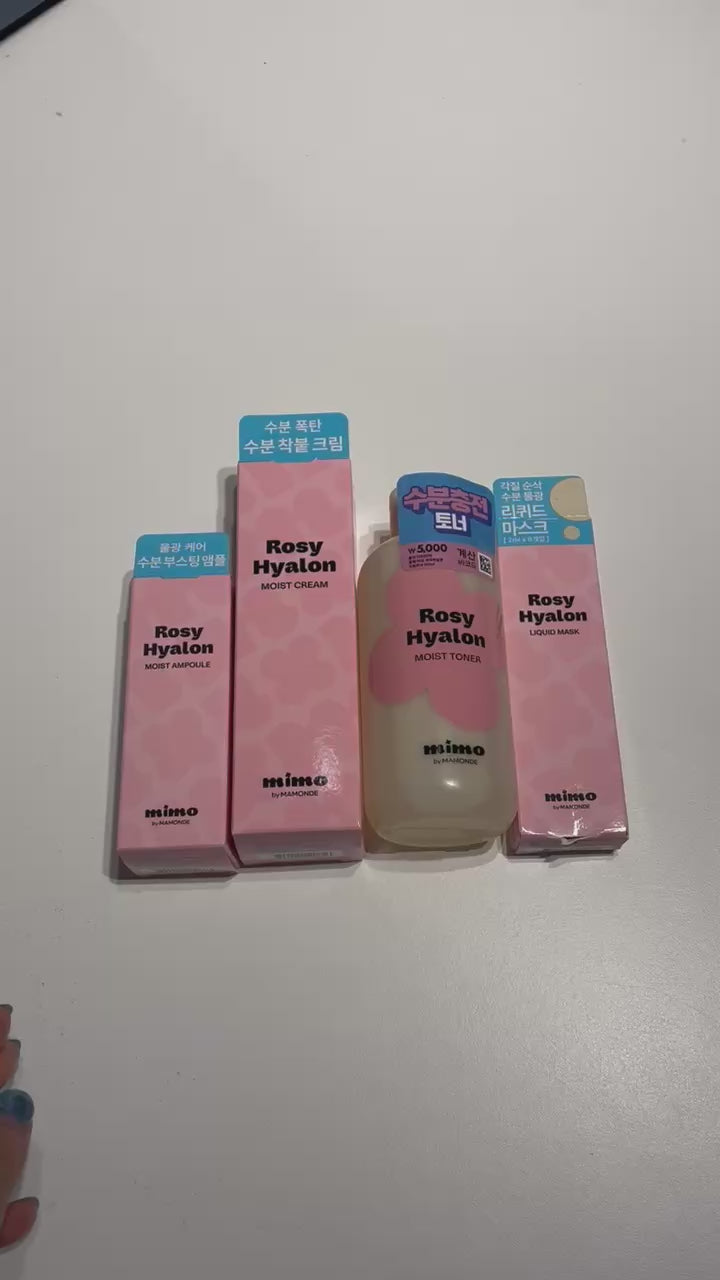 물광 케어
수분 부스팅 앰플
Rosy
Hyalon
MOIST AMPOULE
mimo
by MAMONDE
수분 폭탄
수분 착붙 크림
Rosy
Hyalon
MOIST CREAM
mimo
by MAMONDE
수분충전
토너
₩5,000
계산
바코드
Rosy
Hyalon
MOIST TONER
mimo
by MAMONDE
각질 순삭
수분 물광
리퀴드
마스크
Rosy
Hyalon
LIQUID MASK
mimo
by MAMONDE